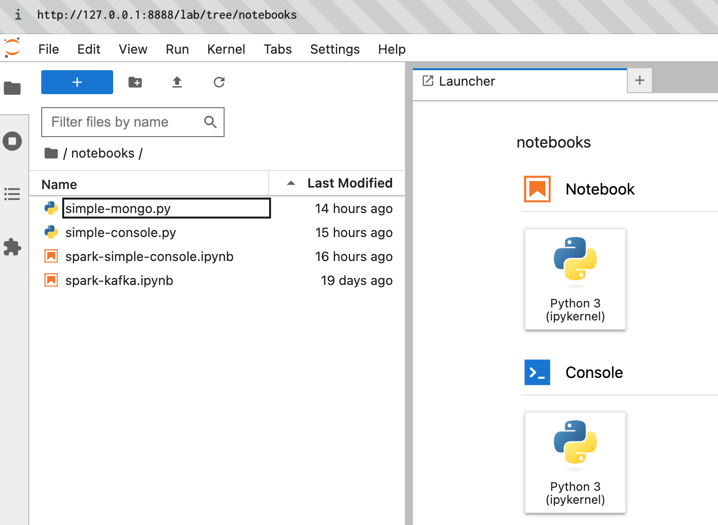 http://127.0.0.1:8888/lab/tree/notebooks
File Edit View Run Kernel Tabs Settings Help
Launcher
Filter files by name
/ notebooks /
Name Last Modified
simple-mongo.py 14 hours ago
simple-console.py 15 hours ago
spark-simple-console.ipynb 16 hours ago
spark-kafka.ipynb 19 days ago
notebooks
Notebook
Python 3
(ipykernel)
Console
Python 3
(ipykernel)